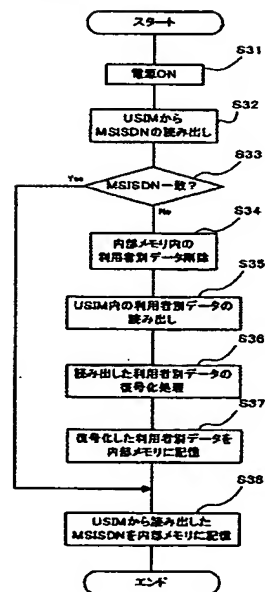 スタート
S31
電源ON
S32
USIMから
MSISDNの読み出し
S33
Yes
MSISDN一致？
No
S34
内部メモリ内の
利用者別データ削除
S35
USIM内の利用者別データの
読み出し
S36
読み出した利用者別データの
復号化処理
S37
復号化した利用者別データを
内部メモリに記憶
S38
USIMから読み出した
MSISDNを内部メモリに記憶
エンド